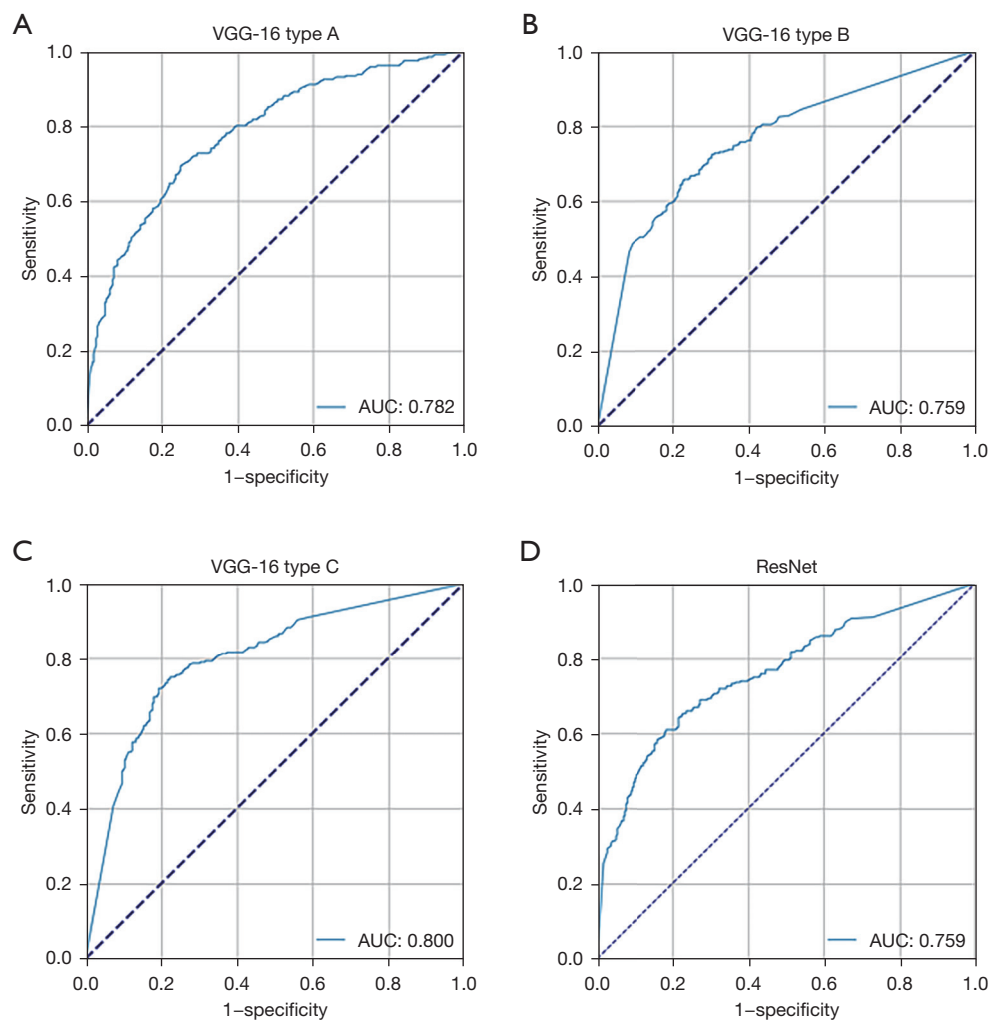 A
VGG-16 type A
1.0
0.8
0.6
0.4
0.2
0.0
Sensitivity
AUC: 0.782
0.0 0.2 0.4 0.6 0.8 1.0
1–specificity
B
VGG-16 type B
1.0
0.8
0.6
0.4
0.2
0.0
Sensitivity
AUC: 0.759
0.0 0.2 0.4 0.6 0.8 1.0
1–specificity
C
VGG-16 type C
1.0
0.8
0.6
0.4
0.2
0.0
Sensitivity
AUC: 0.800
0.0 0.2 0.4 0.6 0.8 1.0
1–specificity
D
ResNet
1.0
0.8
0.6
0.4
0.2
0.0
Sensitivity
AUC: 0.759
0.0 0.2 0.4 0.6 0.8 1.0
1–specificity